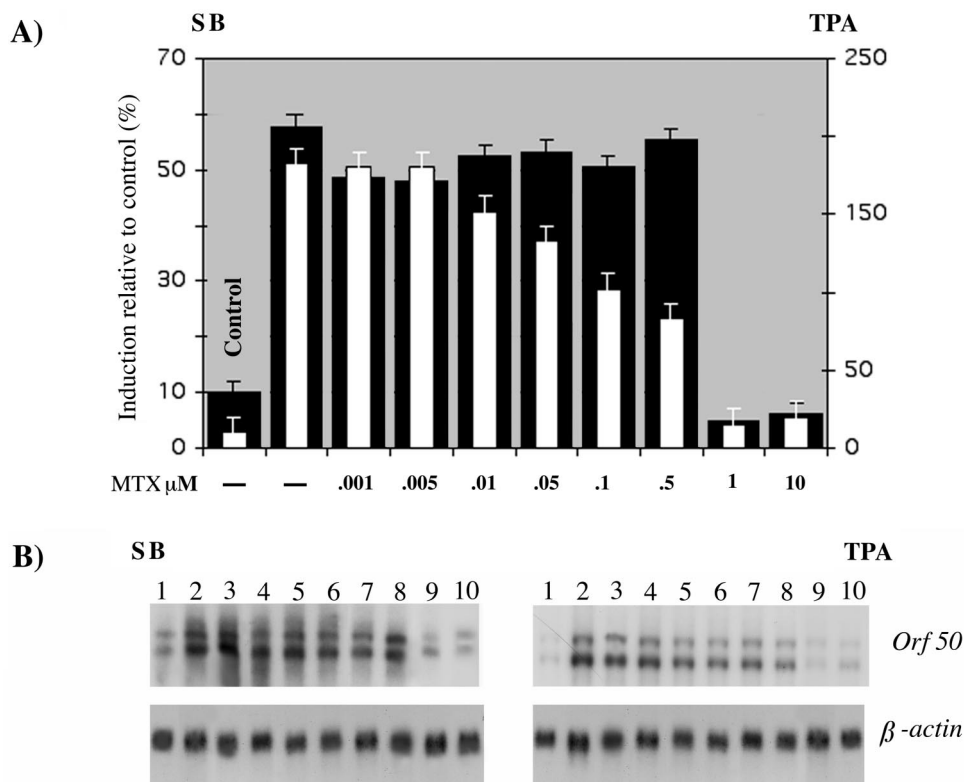 A)
SB
TPA
Induction relative to control (%)
70
50
30
10
0
250
150
50
0
Control
MTX μM — — .001 .005 .01 .05 .1 .5 1 10
B)
SB
TPA
1 2 3 4 5 6 7 8 9 10
1 2 3 4 5 6 7 8 9 10
Orf 50
β-actin